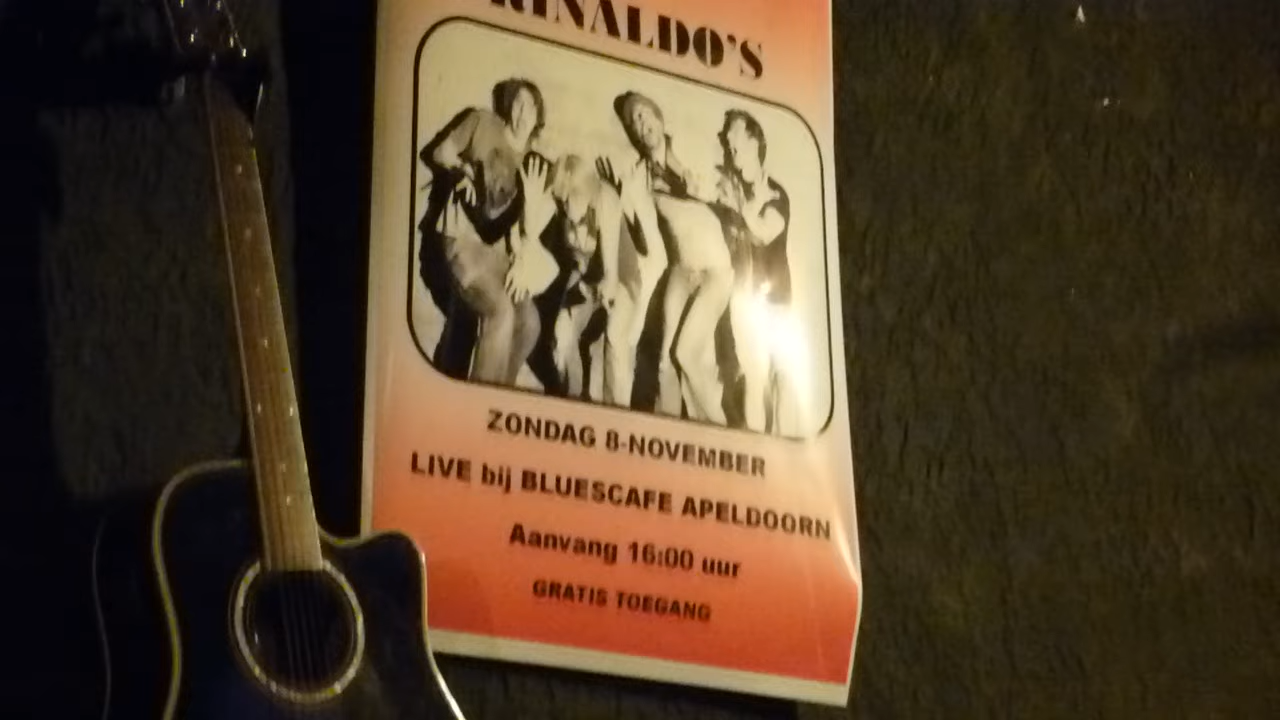 RINALDO'S
ZONDAG 8-NOVEMBER
LIVE bij BLUESCAFE APELDOORN
Aanvang 16:00 uur
GRATIS TOEGANG